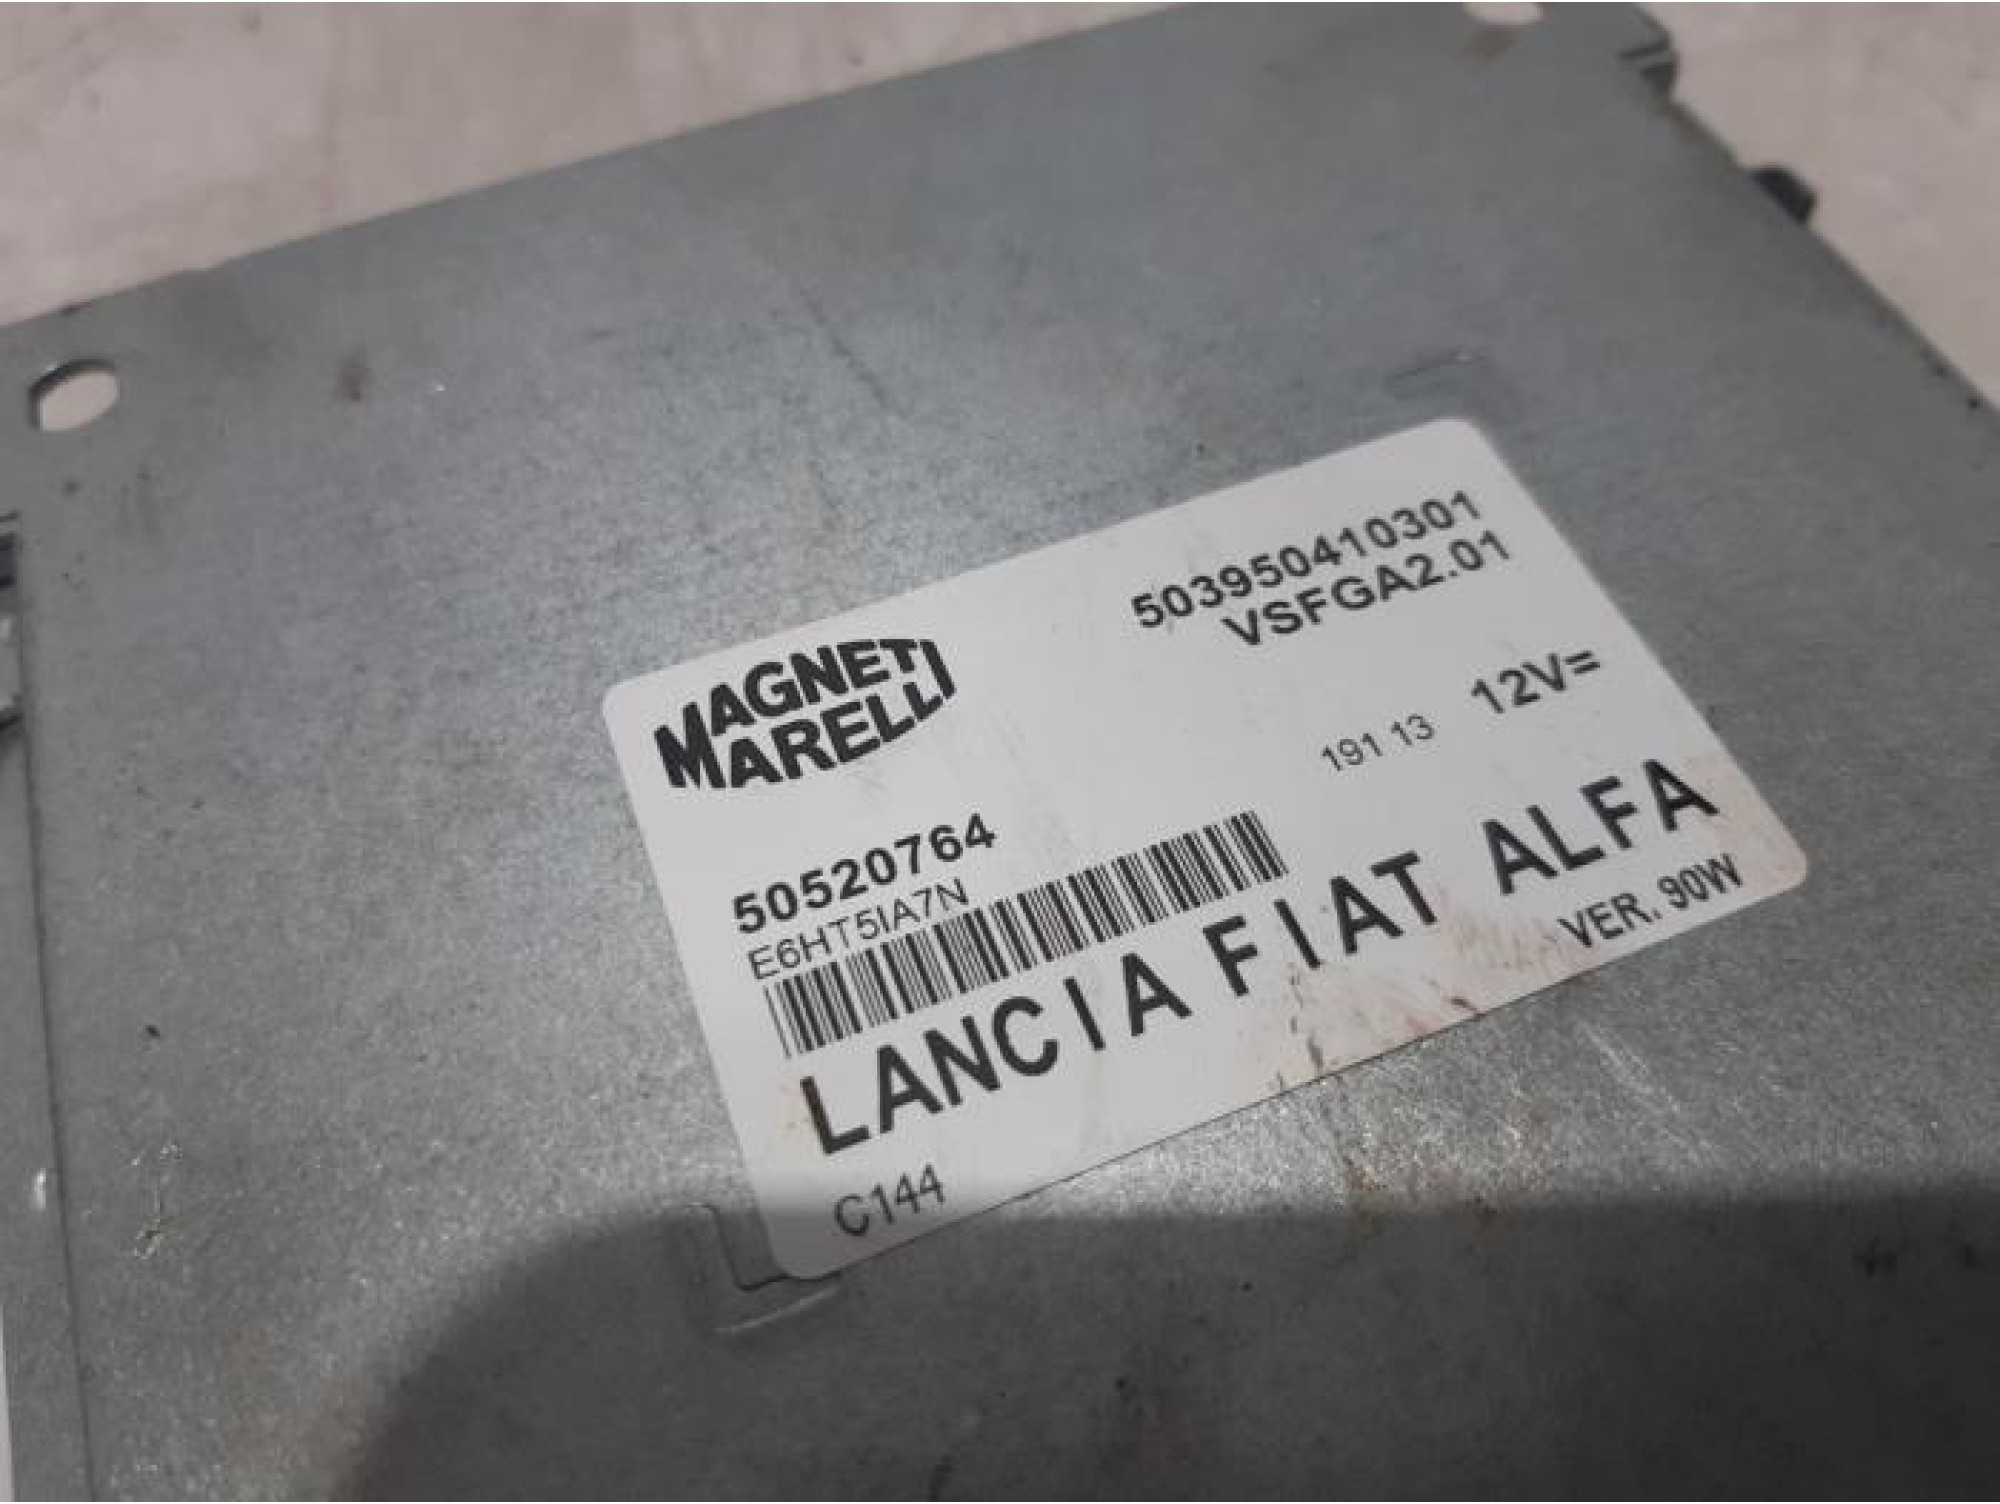 MAGNETI
MARELLI
503950410301
VSFGA2.01
191 13 12V=
50520764
E6HT5IA7N
LANCIA FIAT ALFA
VER. 90W
C144